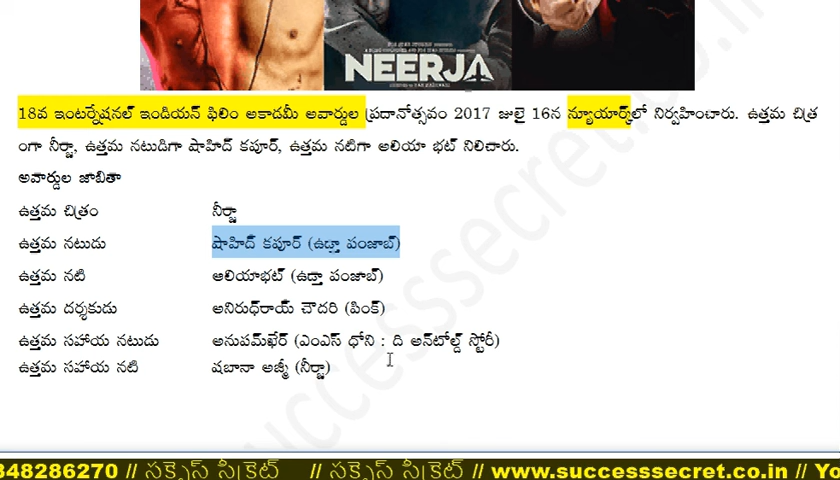 NEERJA
18వ ఇంటర్నేషనల్ ఇండియన్ ఫిలిం అకాడమీ అవార్డుల ప్రదానోత్సవం 2017 జులై 16న న్యూయార్క్‌లో నిర్వహించారు. ఉత్తమ చిత్ర
ంగా నీర్జా, ఉత్తమ నటుడిగా షాహిద్ కపూర్, ఉత్తమ నటిగా అలియా భట్ నిలిచారు.
అవార్డుల జాబితా
ఉత్తమ చిత్రం నీర్జా
ఉత్తమ నటుడు షాహిద్ కపూర్ (ఉడ్తా పంజాబ్)
ఉత్తమ నటి ఆలియాభట్ (ఉడ్తా పంజాబ్)
ఉత్తమ దర్శకుడు అనిరుధ్‌రాయ్ చౌదరి (పింక్)
ఉత్తమ సహాయ నటుడు అనుపమ్‌ఖేర్ (ఎంఎస్ ధోని : ది అన్‌టోల్డ్ స్టోరీ)
ఉత్తమ సహాయ నటి షబానా అజ్మీ (నీర్జా)
348286270 // సక్సెస్ సీక్రెట్ // సక్సెస్ సీక్రెట్ // www.successsecret.co.in // Yo